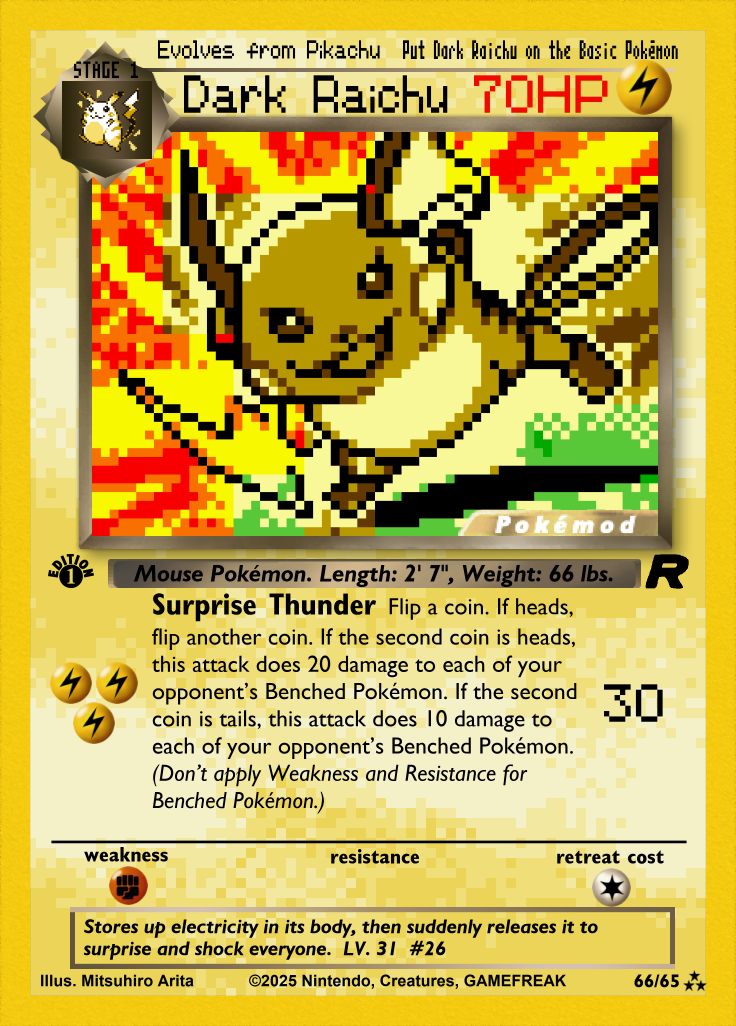 Evolves from Pikachu Put Dark Raichu on the Basic Pokémon
STAGE 1
Dark Raichu 70HP
Pokémod
EDITION
1
Mouse Pokémon. Length: 2' 7", Weight: 66 lbs.
R
Surprise Thunder Flip a coin. If heads,
flip another coin. If the second coin is heads,
this attack does 20 damage to each of your
opponent's Benched Pokémon. If the second
coin is tails, this attack does 10 damage to
each of your opponent's Benched Pokémon.
(Don't apply Weakness and Resistance for
Benched Pokémon.)
30
weakness resistance retreat cost
Stores up electricity in its body, then suddenly releases it to
surprise and shock everyone. LV. 31 #26
Illus. Mitsuhiro Arita ©2025 Nintendo, Creatures, GAMEFREAK 66/65